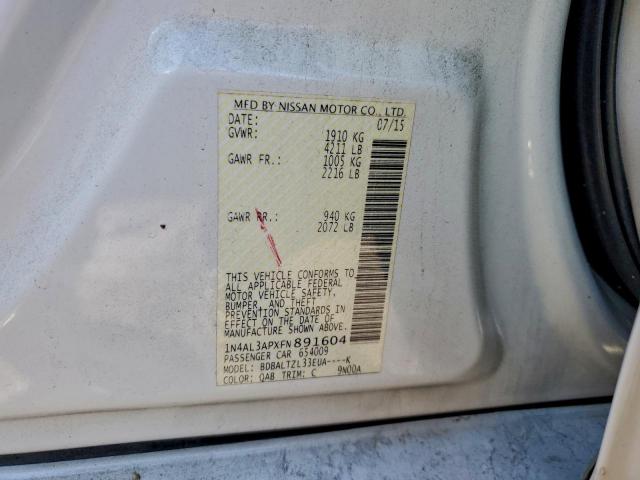 MFD BY NISSAN MOTOR CO., LTD.
DATE: 07/15
GVWR: 1910 KG
4211 LB
GAWR FR.: 1005 KG
2216 LB
GAWR RR.: 940 KG
2072 LB
THIS VEHICLE CONFORMS TO
ALL APPLICABLE FEDERAL
MOTOR VEHICLE SAFETY,
BUMPER, AND THEFT
PREVENTION STANDARDS IN
EFFECT ON THE DATE OF
MANUFACTURE SHOWN ABOVE.
1N4AL3APXFN891604
PASSENGER CAR 654009
MODEL: BDBALTZL33EUA----K
COLOR: QAB TRIM: C 9N00A